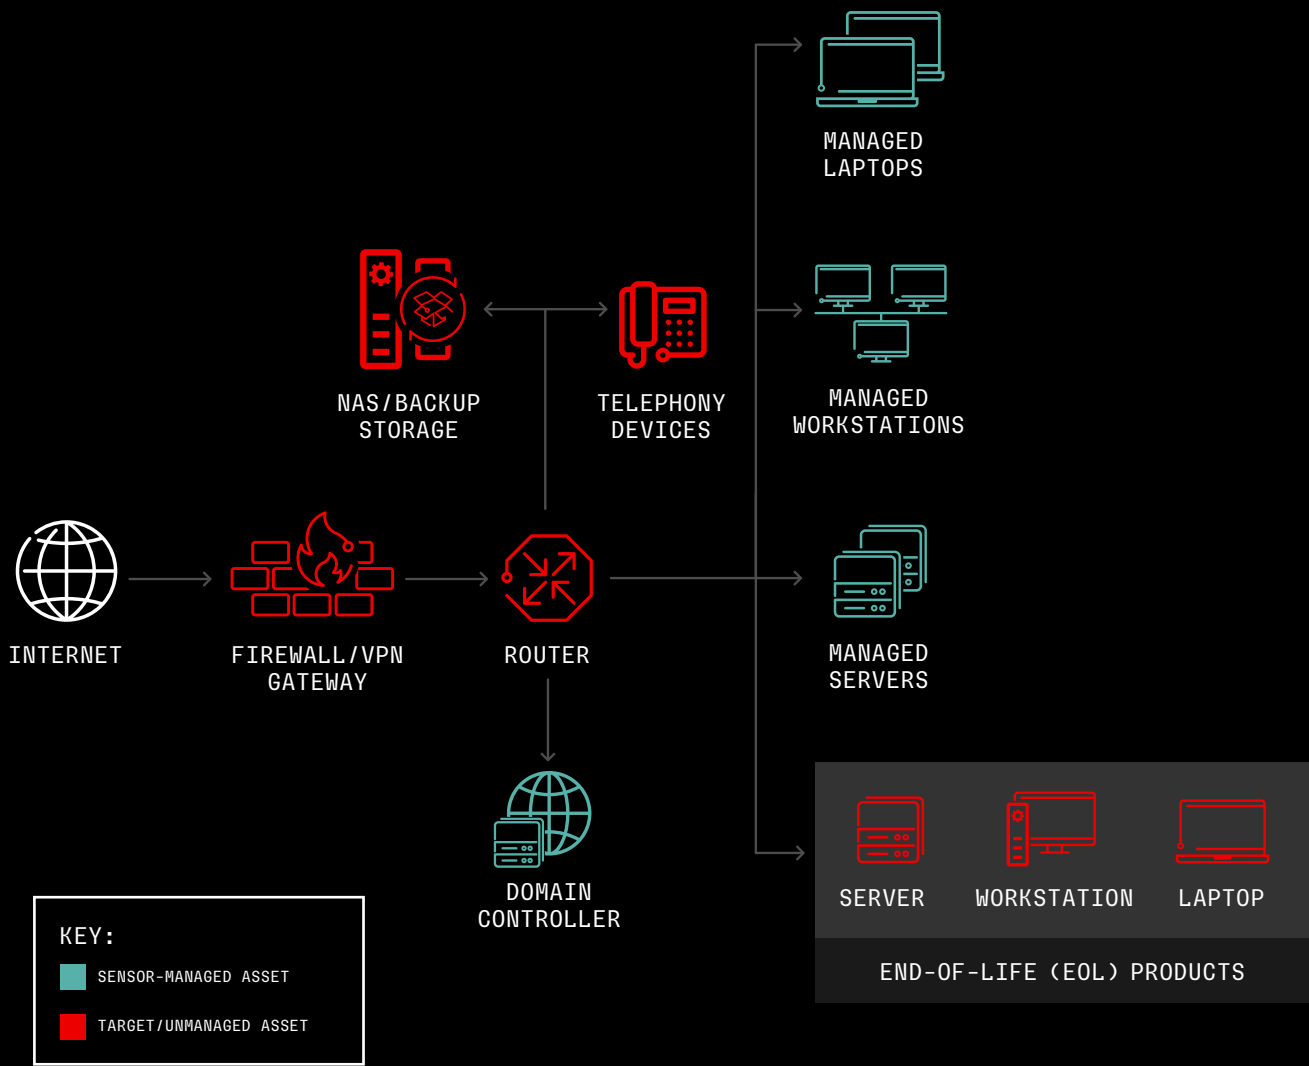 MANAGED
LAPTOPS
NAS/BACKUP
STORAGE
TELEPHONY
DEVICES
MANAGED
WORKSTATIONS
INTERNET
FIREWALL/VPN
GATEWAY
ROUTER
MANAGED
SERVERS
DOMAIN
CONTROLLER
SERVER
WORKSTATION
LAPTOP
END-OF-LIFE (EOL) PRODUCTS
KEY:
SENSOR-MANAGED ASSET
TARGET/UNMANAGED ASSET